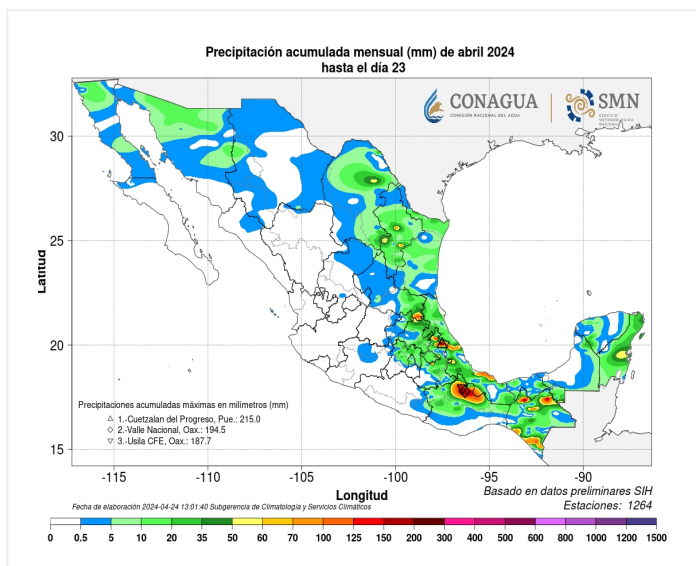 Precipitación acumulada mensual (mm) de abril 2024
hasta el día 23
CONAGUA
COMISIÓN NACIONAL DEL AGUA
SMN
SERVICIO
METEOROLÓGICO
NACIONAL
30
25
20
15
Latitud
Precipitaciones acumuladas máximas en milímetros (mm)
1.-Cuetzalan del Progreso, Pue.: 215.0
2.-Valle Nacional, Oax.: 194.5
3.-Usila CFE, Oax.: 187.7
-115 -110 -105 -100 -95 -90
Longitud
Basado en datos preliminares SIH
Estaciones: 1264
Fecha de elaboración 2024-04-24 13:01:40 Subgerencia de Climatología y Servicios Climáticos
0 0.5 5 10 20 35 50 60 70 100 125 150 200 250 300 400 500 600 800 1000 1200 1500